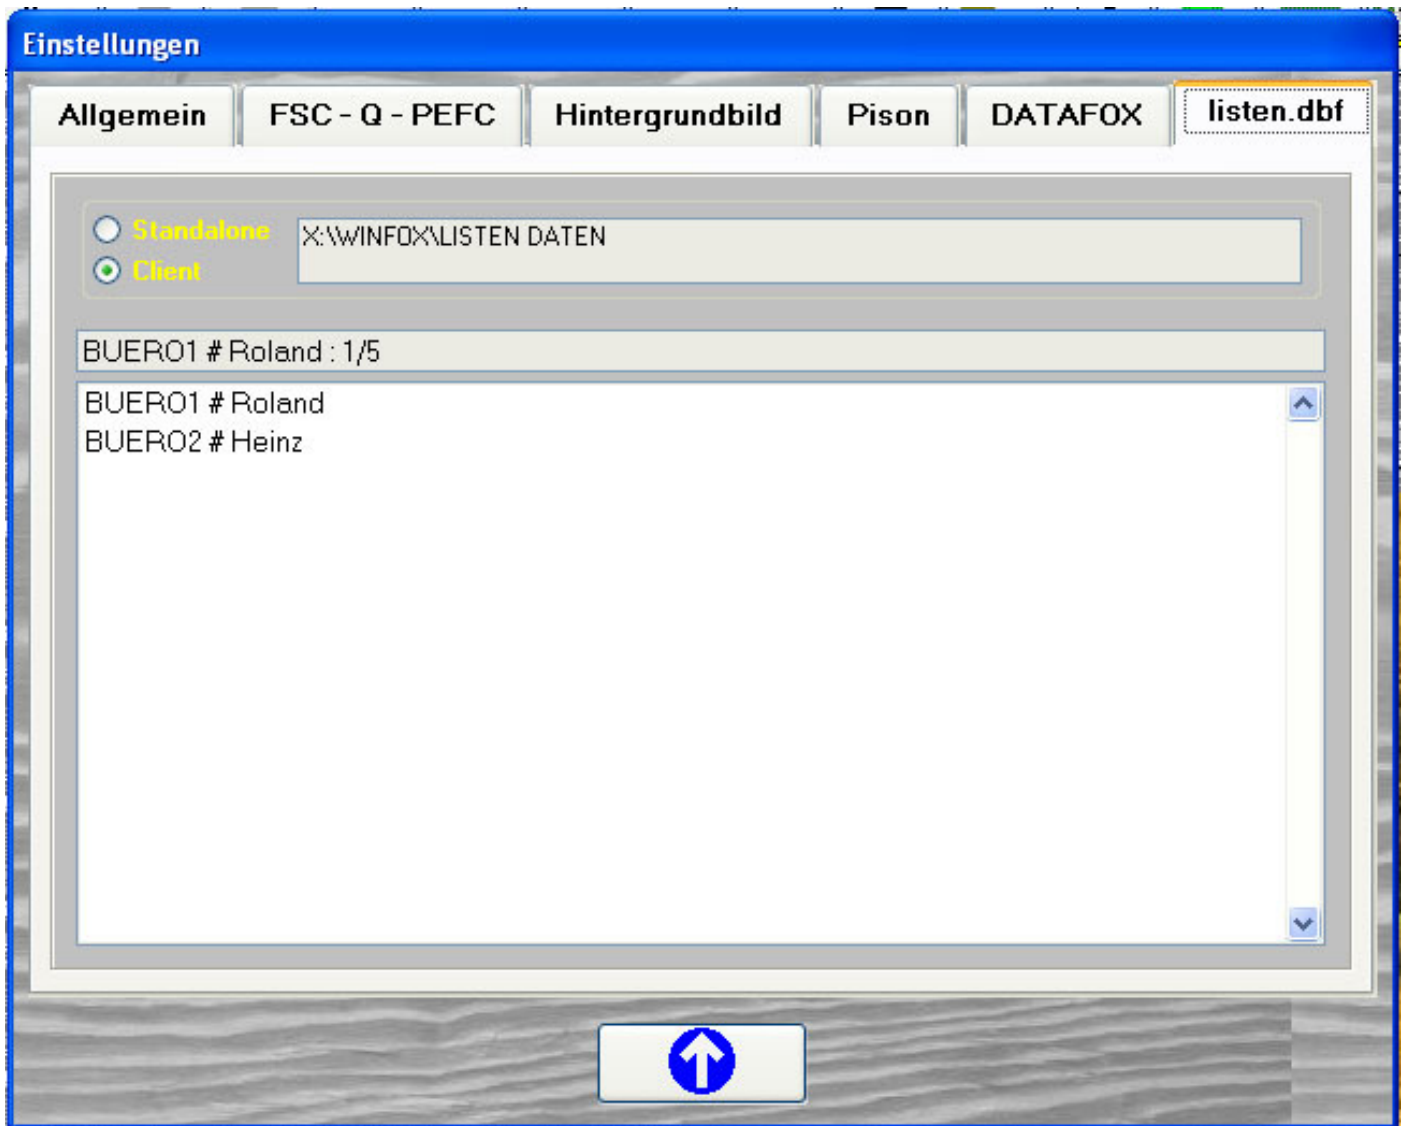 Einstellungen
Allgemein FSC - Q - PEFC Hintergrundbild Pison DATAFOX listen.dbf
Standalone X:\WINFOX\LISTEN DATEN
Client
BUERO1 # Roland : 1/5
BUERO1 # Roland
BUERO2 # Heinz